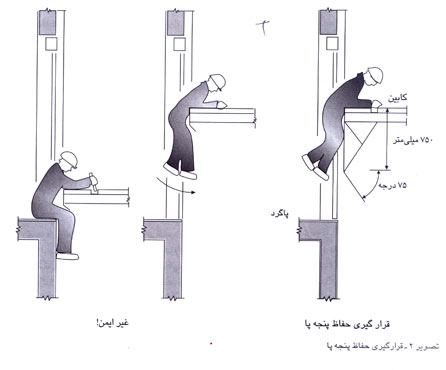 ۲
کابین
۷۵۰ میلی‌متر
۷۵ درجه
پاگرد
غیر ایمن!
قرار گیری حفاظ پنجه پا
تصویر ۲ ـ قرارگیری حفاظ پنجه پا